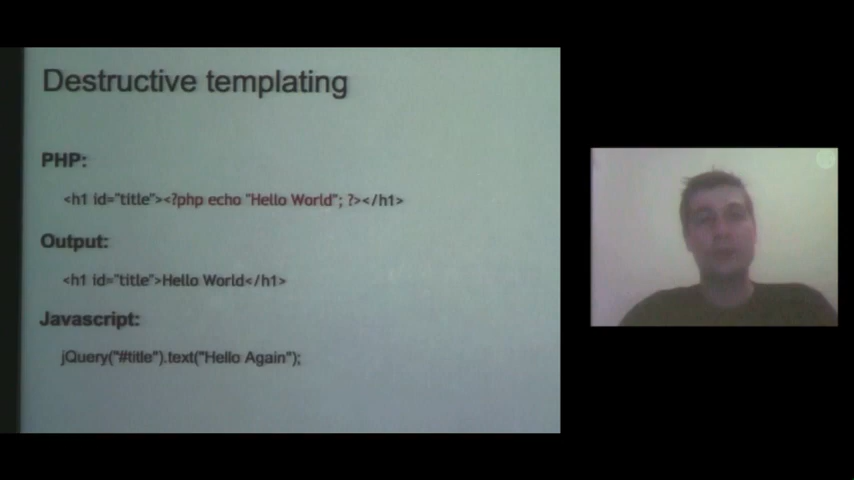 Destructive templating
PHP:
<h1 id="title"><?php echo "Hello World"; ?></h1>
Output:
<h1 id="title">Hello World</h1>
Javascript:
jQuery("#title").text("Hello Again");